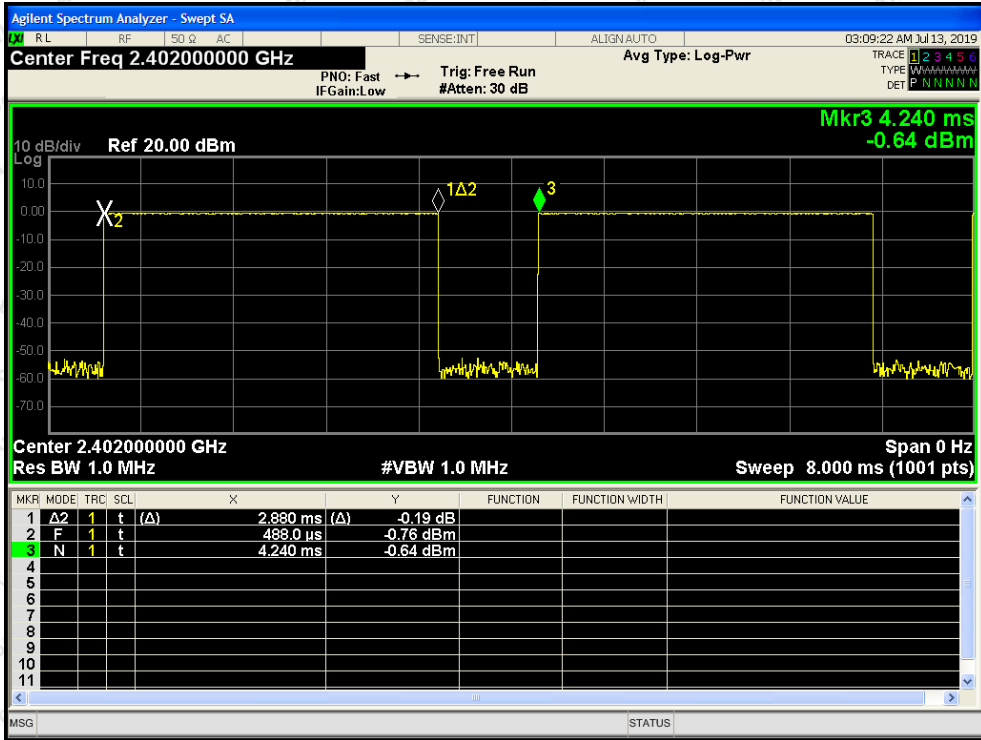 Agilent Spectrum Analyzer - Swept SA
LXI RL RF 50 Ω AC SENSE:INT ALIGN AUTO 03:09:22 AM Jul 13, 2019
Center Freq 2.402000000 GHz Avg Type: Log-Pwr TRACE 1 2 3 4 5 6
PNO: Fast Trig: Free Run TYPE WWWWWW
IFGain:Low #Atten: 30 dB DET P N N N N N
Mkr3 4.240 ms
10 dB/div Ref 20.00 dBm -0.64 dBm
Log
10.0
1Δ2 3
0.00
2
-10.0
-20.0
-30.0
-40.0
-50.0
-60.0
-70.0
Center 2.402000000 GHz Span 0 Hz
Res BW 1.0 MHz #VBW 1.0 MHz Sweep 8.000 ms (1001 pts)
MKR MODE TRC SCL X Y FUNCTION FUNCTION WIDTH FUNCTION VALUE
1 Δ2 1 t (Δ) 2.880 ms (Δ) -0.19 dB
2 F 1 t 488.0 µs -0.76 dBm
3 N 1 t 4.240 ms -0.64 dBm
4
5
6
7
8
9
10
11
MSG STATUS